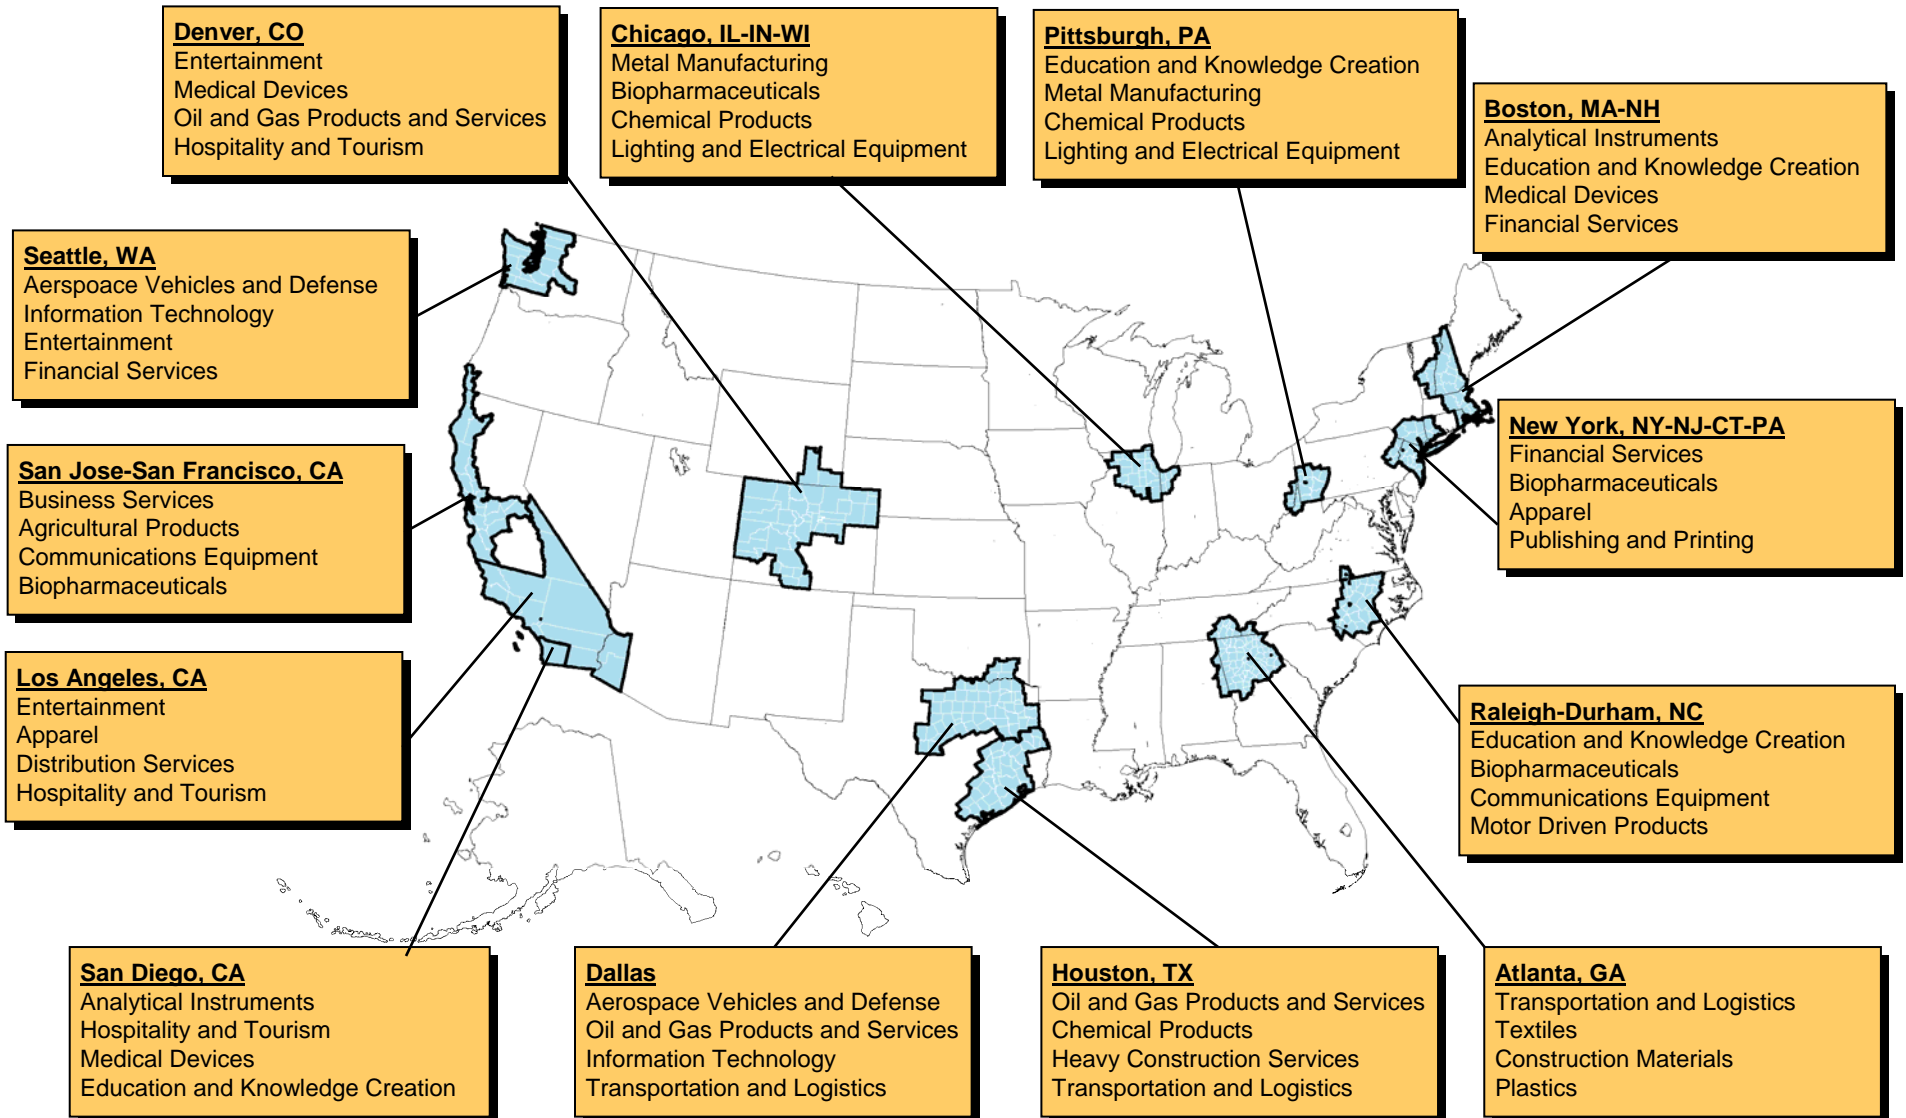 Denver, CO
Entertainment
Medical Devices
Oil and Gas Products and Services
Hospitality and Tourism
Chicago, IL-IN-WI
Metal Manufacturing
Biopharmaceuticals
Chemical Products
Lighting and Electrical Equipment
Pittsburgh, PA
Education and Knowledge Creation
Metal Manufacturing
Chemical Products
Lighting and Electrical Equipment
Boston, MA-NH
Analytical Instruments
Education and Knowledge Creation
Medical Devices
Financial Services
Seattle, WA
Aerspoace Vehicles and Defense
Information Technology
Entertainment
Financial Services
New York, NY-NJ-CT-PA
Financial Services
Biopharmaceuticals
Apparel
Publishing and Printing
San Jose-San Francisco, CA
Business Services
Agricultural Products
Communications Equipment
Biopharmaceuticals
Los Angeles, CA
Entertainment
Apparel
Distribution Services
Hospitality and Tourism
Raleigh-Durham, NC
Education and Knowledge Creation
Biopharmaceuticals
Communications Equipment
Motor Driven Products
San Diego, CA
Analytical Instruments
Hospitality and Tourism
Medical Devices
Education and Knowledge Creation
Dallas
Aerospace Vehicles and Defense
Oil and Gas Products and Services
Information Technology
Transportation and Logistics
Houston, TX
Oil and Gas Products and Services
Chemical Products
Heavy Construction Services
Transportation and Logistics
Atlanta, GA
Transportation and Logistics
Textiles
Construction Materials
Plastics